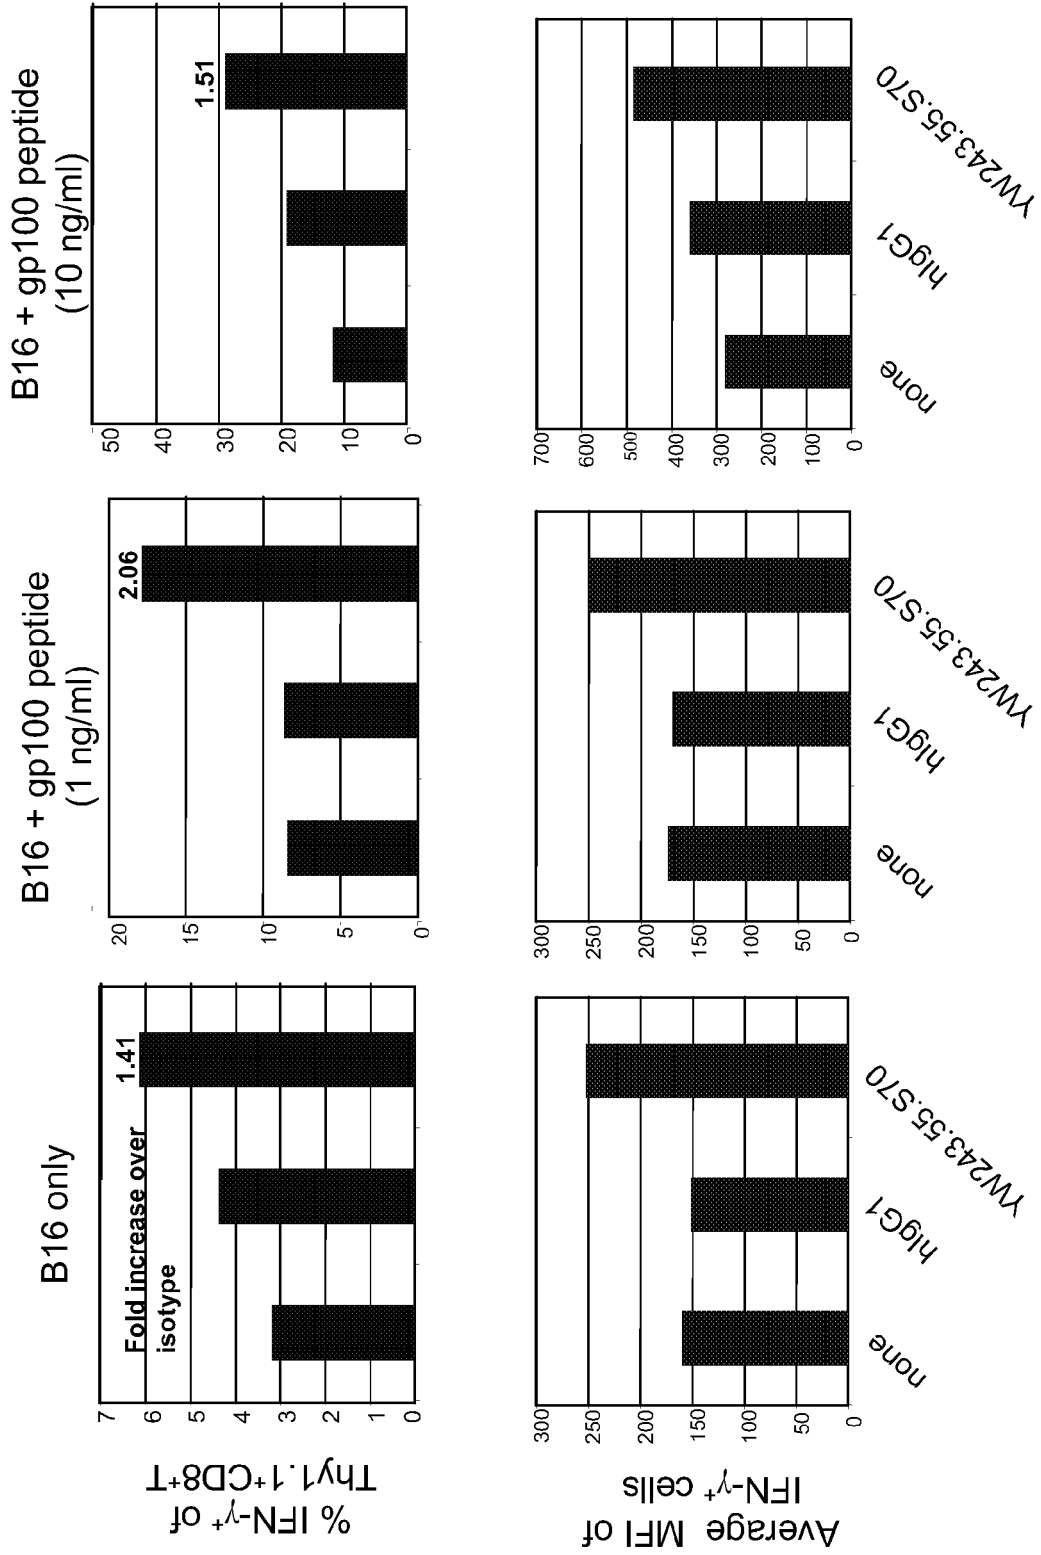 B16 only
B16 + gp100 peptide
(1 ng/ml)
B16 + gp100 peptide
(10 ng/ml)
% IFN-γ⁺ of
Thy1.1⁺CD8⁺T
7
6
5
4
3
2
1
0
Fold increase over
isotype
1.41
20
15
10
5
0
2.06
50
40
30
20
10
0
1.51
Average MFI of
IFN-γ⁺ cells
300
250
200
150
100
50
0
none
hIgG1
YW243.55.S70
300
250
200
150
100
50
0
none
hIgG1
YW243.55.S70
700
600
500
400
300
200
100
0
none
hIgG1
YW243.55.S70